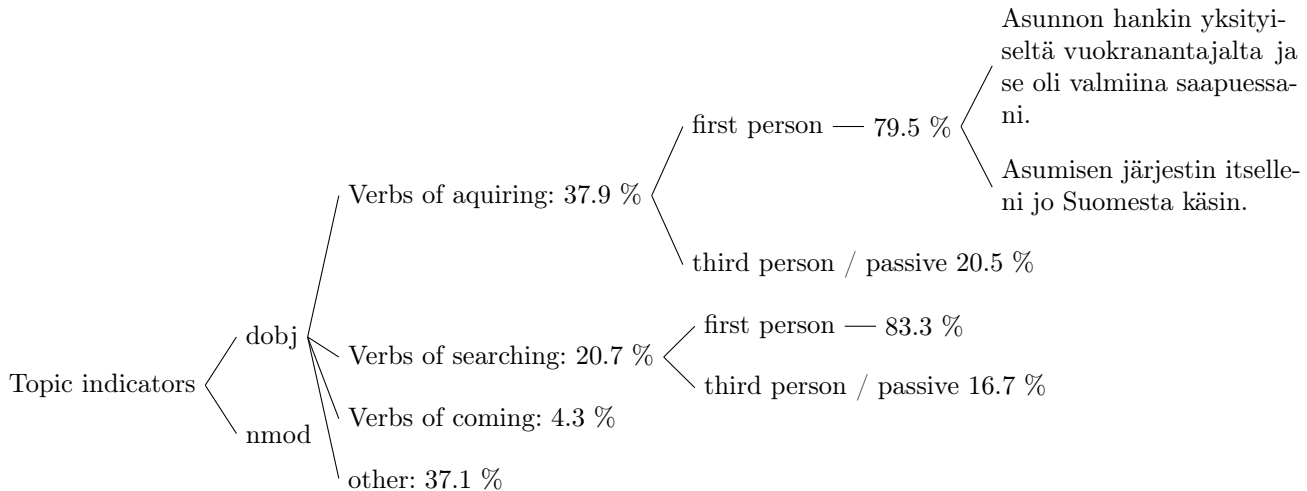 Asunnon hankin yksityi-
seltä vuokranantajalta ja
se oli valmiina saapuessa-
ni.
first person — 79.5 %
Asumisen järjestin itselle-
ni jo Suomesta käsin.
Verbs of aquiring: 37.9 %
third person / passive 20.5 %
first person — 83.3 %
dobj
Verbs of searching: 20.7 %
Topic indicators
third person / passive 16.7 %
Verbs of coming: 4.3 %
nmod
other: 37.1 %